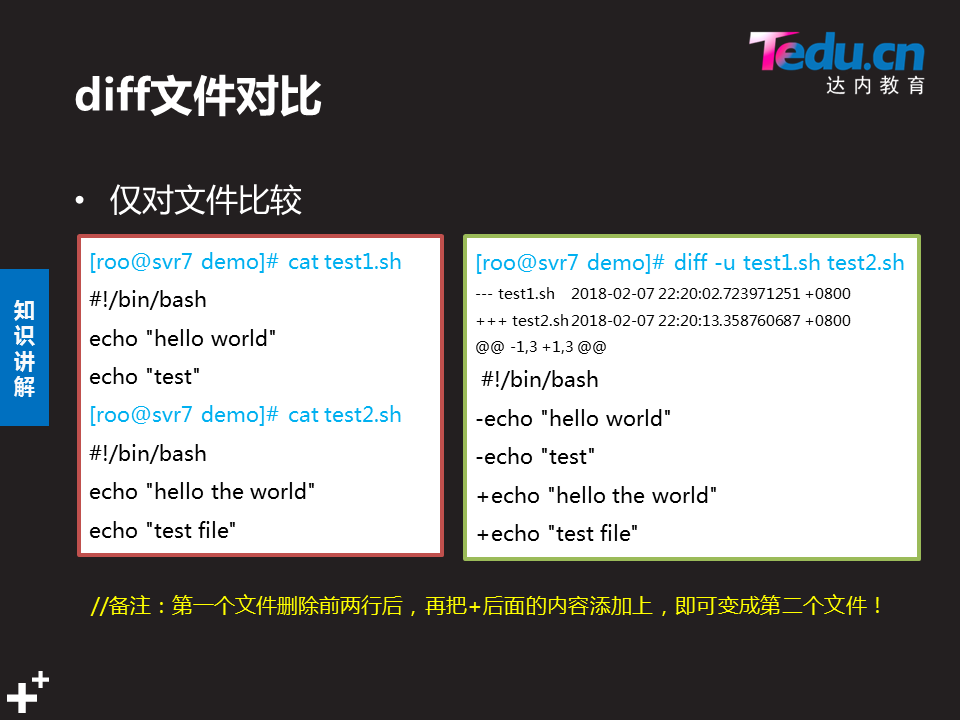 Tedu.cn
达内教育
diff文件对比
• 仅对文件比较
知识讲解
[roo@svr7 demo]# cat test1.sh
#!/bin/bash
echo "hello world"
echo "test"
[roo@svr7 demo]# cat test2.sh
#!/bin/bash
echo "hello the world"
echo "test file"
[roo@svr7 demo]# diff -u test1.sh test2.sh
--- test1.sh 2018-02-07 22:20:02.723971251 +0800
+++ test2.sh 2018-02-07 22:20:13.358760687 +0800
@@ -1,3 +1,3 @@
#!/bin/bash
-echo "hello world"
-echo "test"
+echo "hello the world"
+echo "test file"
//备注：第一个文件删除前两行后，再把+后面的内容添加上，即可变成第二个文件！